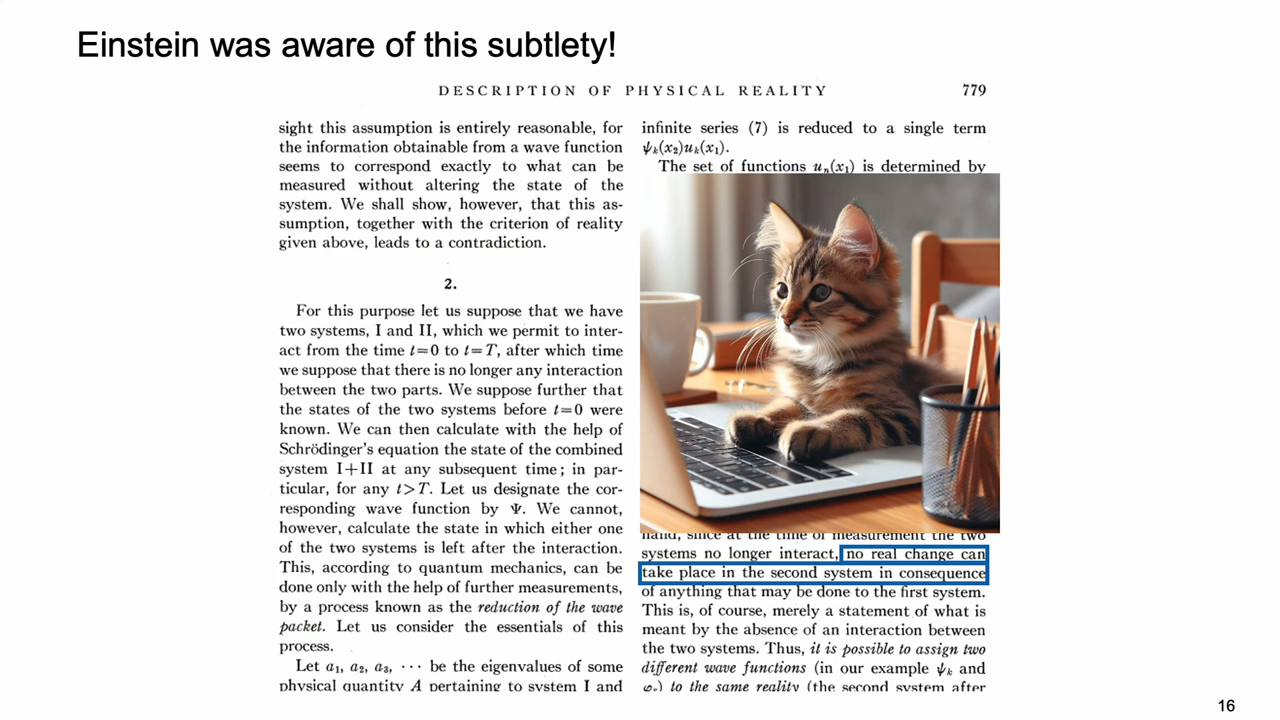 Einstein was aware of this subtlety!
DESCRIPTION OF PHYSICAL REALITY 779
sight this assumption is entirely reasonable, for
the information obtainable from a wave function
seems to correspond exactly to what can be
measured without altering the state of the
system. We shall show, however, that this as-
sumption, together with the criterion of reality
given above, leads to a contradiction.
2.
For this purpose let us suppose that we have
two systems, I and II, which we permit to inter-
act from the time t=0 to t=T, after which time
we suppose that there is no longer any interaction
between the two parts. We suppose further that
the states of the two systems before t=0 were
known. We can then calculate with the help of
Schrödinger's equation the state of the combined
system I+II at any subsequent time; in par-
ticular, for any t>T. Let us designate the cor-
responding wave function by Ψ. We cannot,
however, calculate the state in which either one
of the two systems is left after the interaction.
This, according to quantum mechanics, can be
done only with the help of further measurements,
by a process known as the reduction of the wave
packet. Let us consider the essentials of this
process.
Let a₁, a₂, a₃, ··· be the eigenvalues of some
physical quantity A pertaining to system I and
infinite series (7) is reduced to a single term
ψₖ(x₂)uₖ(x₁).
The set of functions uₙ(x₁) is determined by
hand, since at the time of measurement the two
systems no longer interact, no real change can
take place in the second system in consequence
of anything that may be done to the first system.
This is, of course, merely a statement of what is
meant by the absence of an interaction between
the two systems. Thus, it is possible to assign two
different wave functions (in our example ψₖ and
φᵣ) to the same reality (the second system after
16